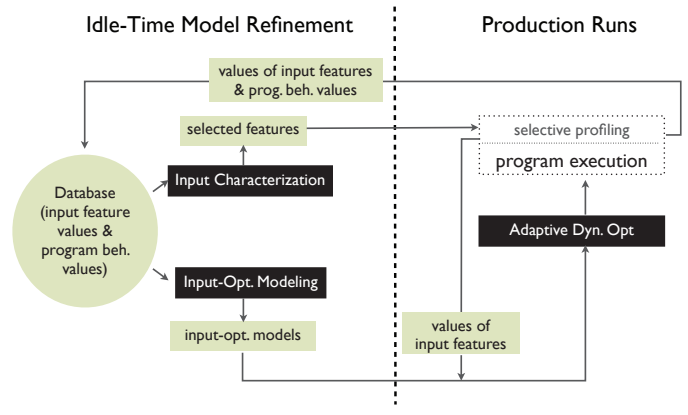 Idle-Time Model Refinement
Production Runs
values of input features
& prog. beh. values
selected features
selective profiling
program execution
Input Characterization
Database
(input feature
values &
program beh.
values)
Adaptive Dyn. Opt
Input-Opt. Modeling
input-opt. models
values of
input features